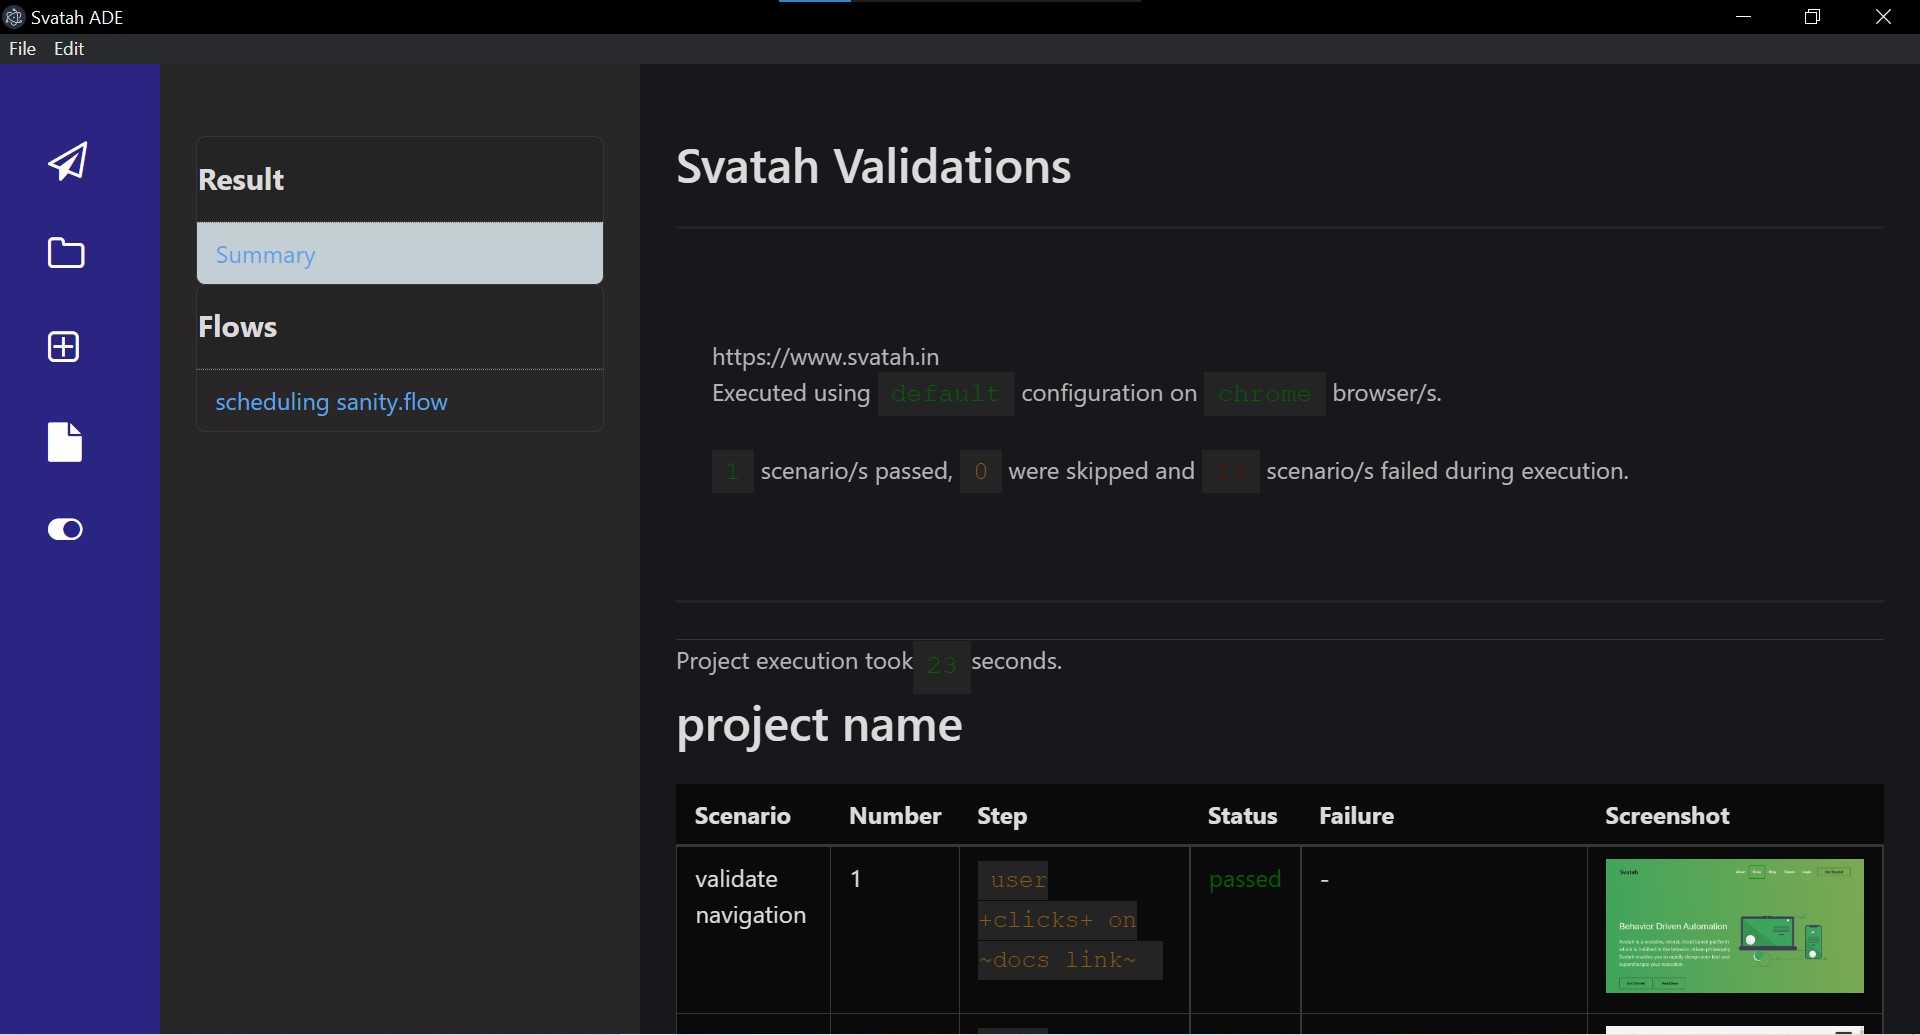 Svatah ADE
File Edit
Result
Summary
Flows
scheduling sanity.flow
Svatah Validations
https://www.svatah.in
Executed using default configuration on chrome browser/s.
1 scenario/s passed, 0 were skipped and scenario/s failed during execution.
Project execution took 23 seconds.
project name
Scenario Number Step Status Failure Screenshot
validate navigation
1
user
+clicks+ on
~docs link~
passed
-
Svatah
Behavior Driven Automation